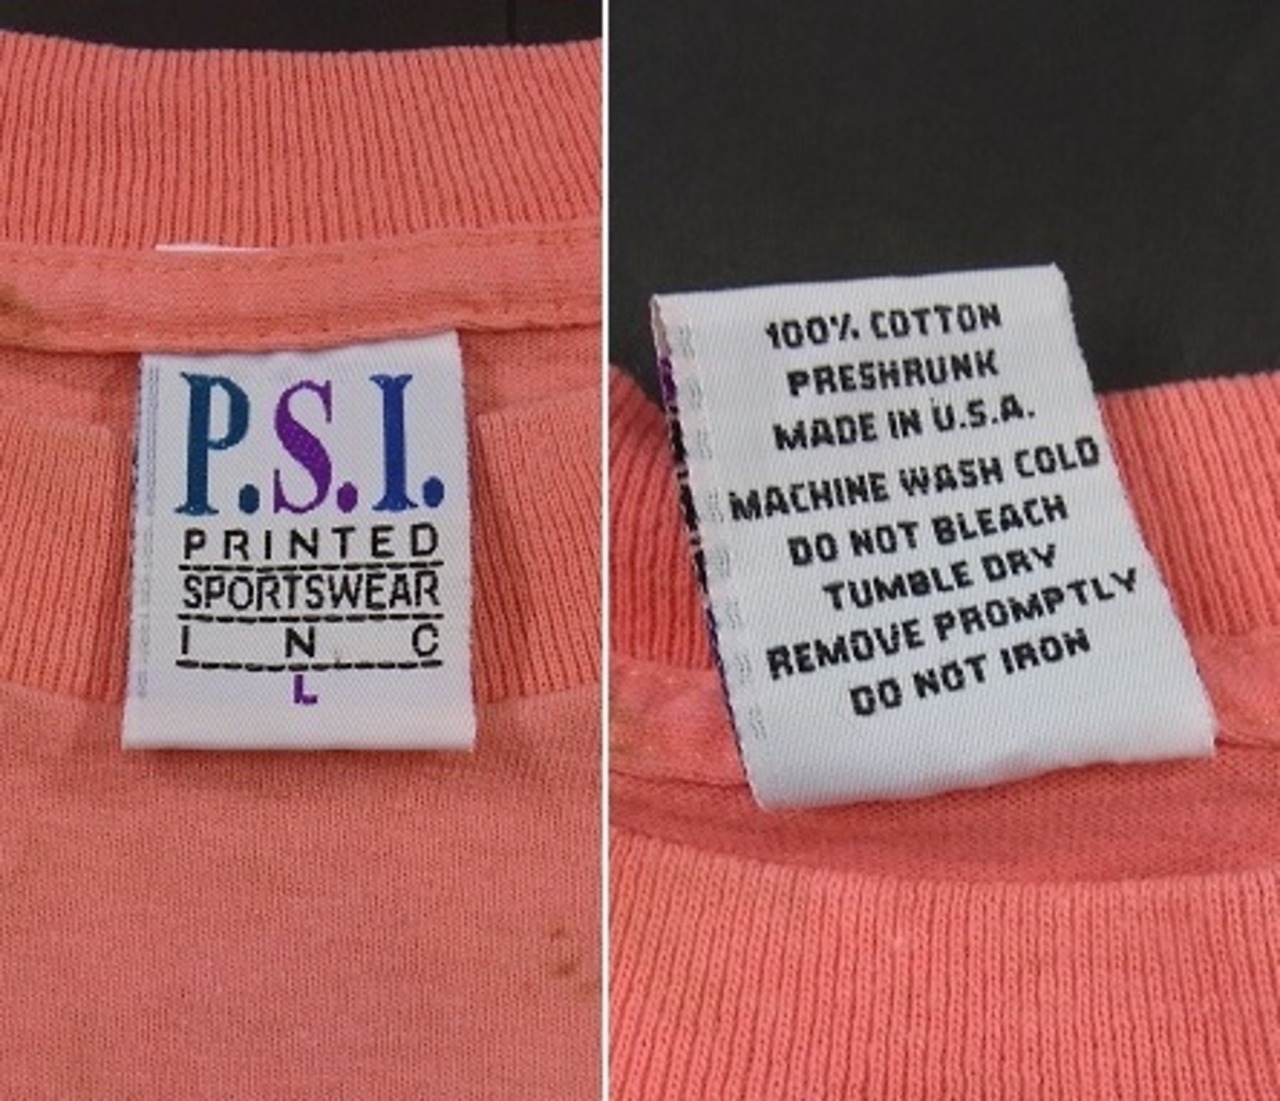 P.S.I.
PRINTED
SPORTSWEAR
I N C
L
100% COTTON
PRESHRUNK
MADE IN U.S.A.
MACHINE WASH COLD
DO NOT BLEACH
TUMBLE DRY
REMOVE PROMPTLY
DO NOT IRON